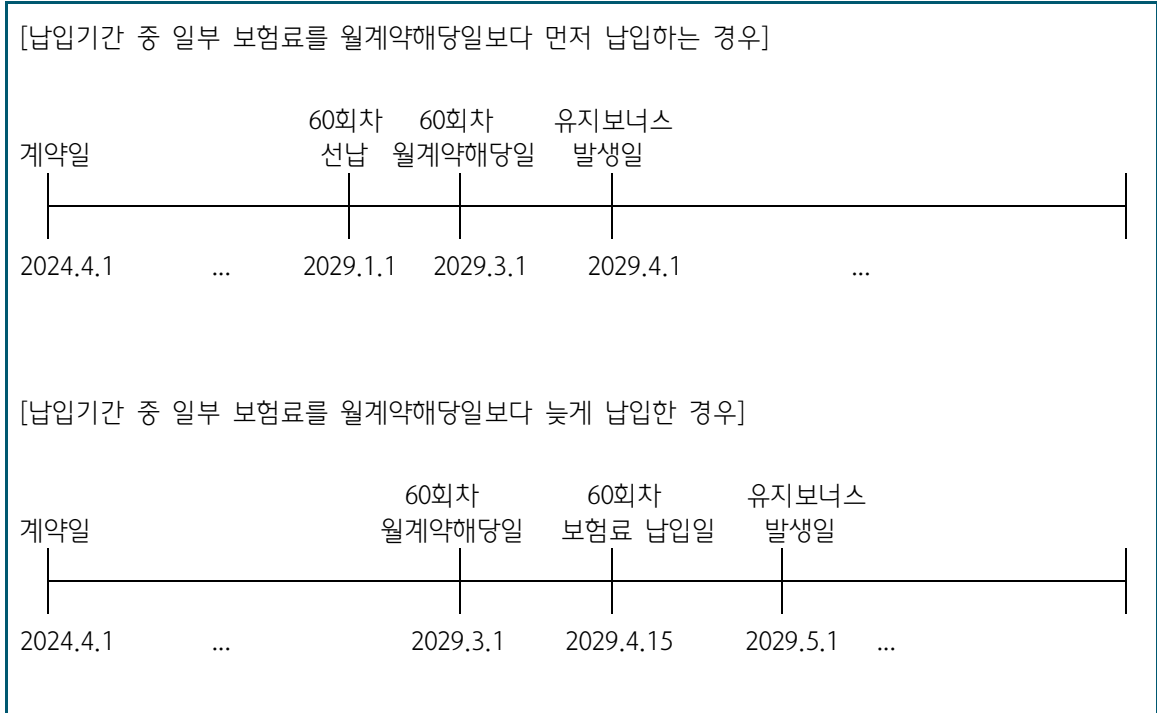 [납입기간 중 일부 보험료를 월계약해당일보다 먼저 납입하는 경우]
60회차 60회차 유지보너스
계약일 선납 월계약해당일 발생일
2024.4.1 ... 2029.1.1 2029.3.1 2029.4.1 ...
[납입기간 중 일부 보험료를 월계약해당일보다 늦게 납입한 경우]
60회차 60회차 유지보너스
계약일 월계약해당일 보험료 납입일 발생일
2024.4.1 ... 2029.3.1 2029.4.15 2029.5.1 ...